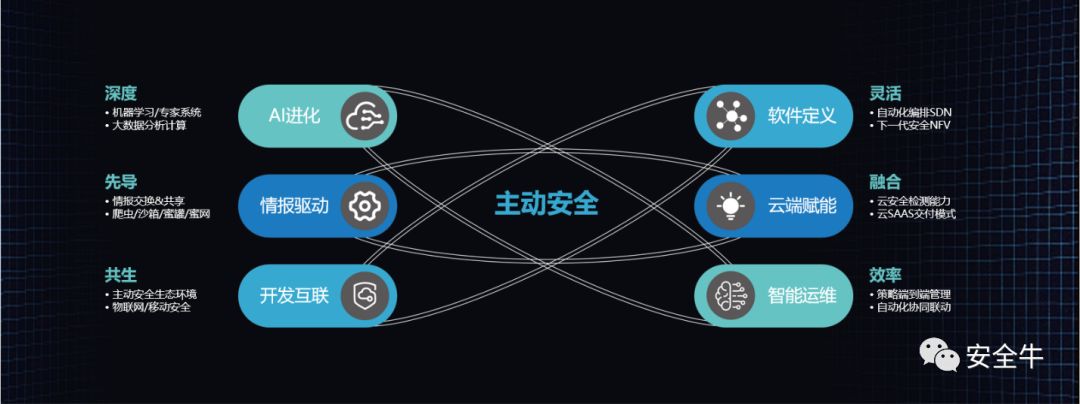 深度
• 机器学习/专家系统
• 大数据分析计算
AI进化
先导
• 情报交换&共享
• 爬虫/沙箱/蜜罐/蜜网
情报驱动
共生
• 主动安全生态环境
• 物联网/移动安全
开发互联
主动安全
软件定义
灵活
• 自动化编排SDN
• 下一代安全NFV
云端赋能
融合
• 云安全检测能力
• 云SAAS交付模式
智能运维
效率
• 策略端到端管理
• 自动化协同联动
安全牛